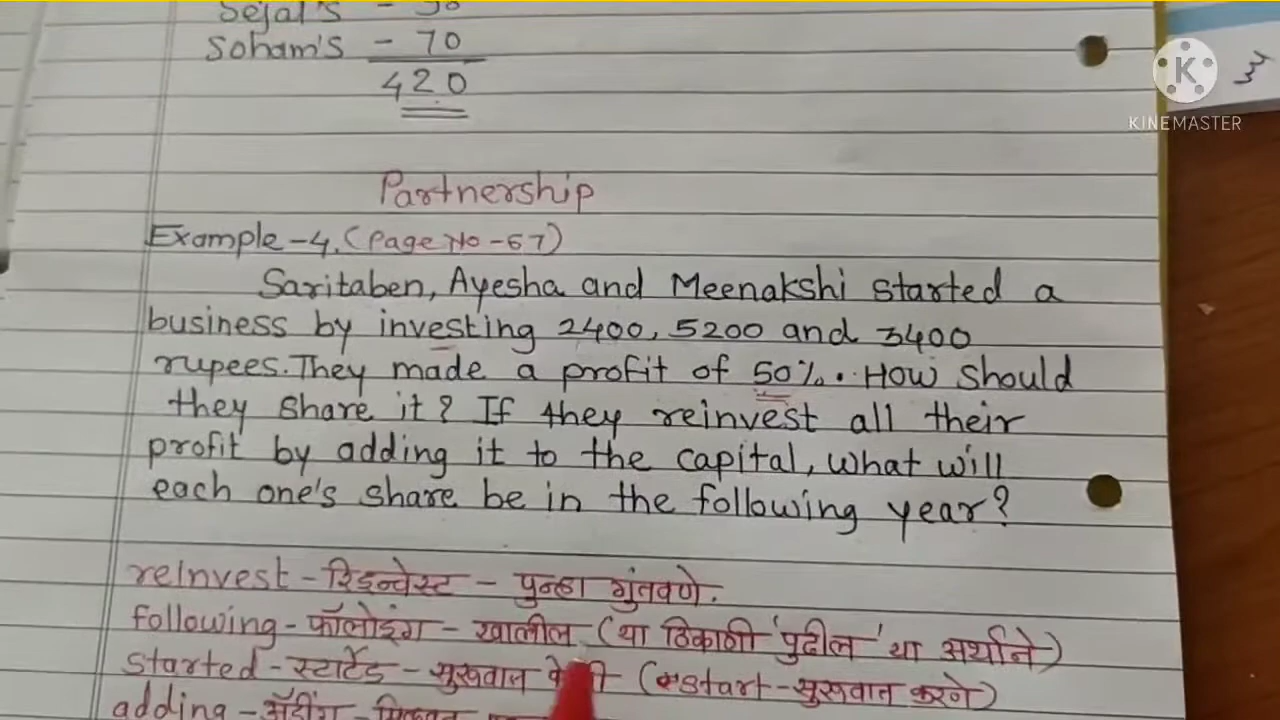 Sejal's -
Soham's - 70
420
KINEMASTER
Partnership
Example-4. (Page No-67)
Saritaben, Ayesha and Meenakshi started a
business by investing 2400, 5200 and 3400
rupees. They made a profit of 50%. How should
they share it? If they reinvest all their
profit by adding it to the capital, what will
each one's share be in the following year?
reinvest - रिइन्वेस्ट - पुन्हा गुंतवणे.
following - फॉलोइंग - खालील (या ठिकाणी 'पुढील' या अर्थाने)
started - स्टार्टेड - सुरुवात (start - सुरुवात करणे)
adding - ॲडींग -